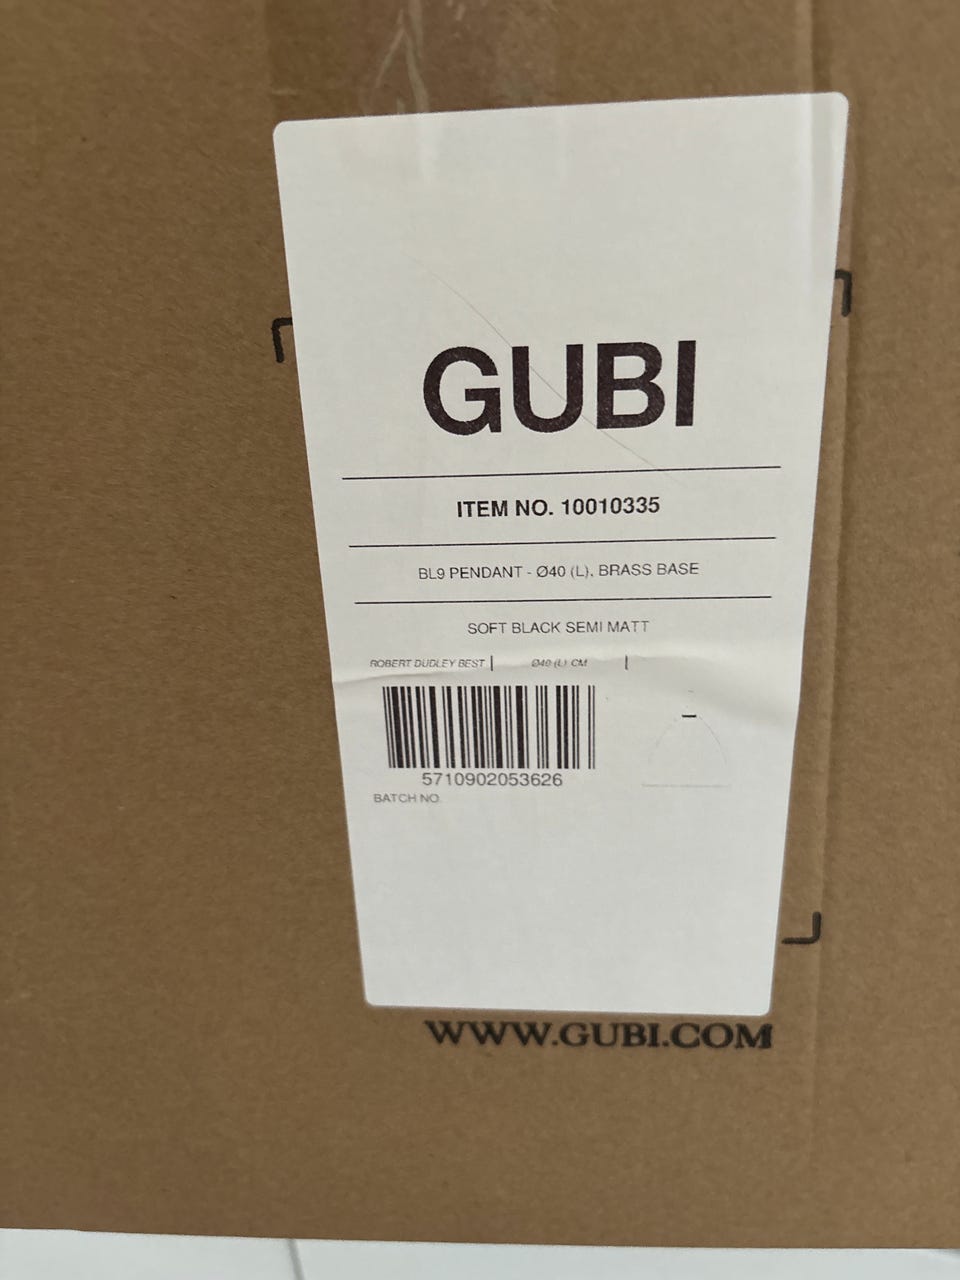 GUBI
ITEM NO. 10010335
BL9 PENDANT - Ø40 (L), BRASS BASE
SOFT BLACK SEMI MATT
ROBERT DUDLEY BEST | Ø40 (L) CM |
5710902053626
BATCH NO.
WWW.GUBI.COM